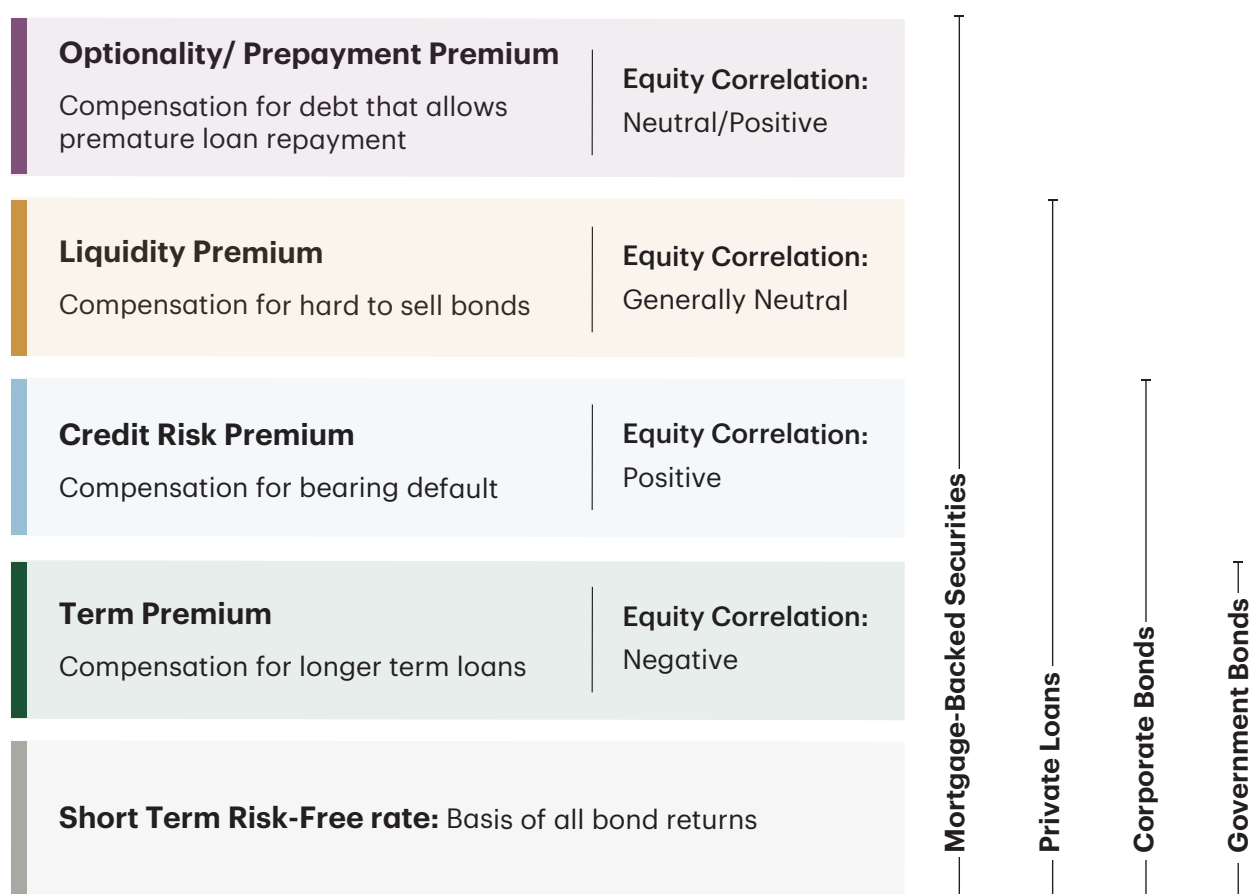 Optionality/ Prepayment Premium
Compensation for debt that allows
premature loan repayment
Equity Correlation:
Neutral/Positive
Liquidity Premium
Compensation for hard to sell bonds
Equity Correlation:
Generally Neutral
Credit Risk Premium
Compensation for bearing default
Equity Correlation:
Positive
Term Premium
Compensation for longer term loans
Equity Correlation:
Negative
Short Term Risk-Free rate: Basis of all bond returns
Mortgage-Backed Securities
Private Loans
Corporate Bonds
Government Bonds